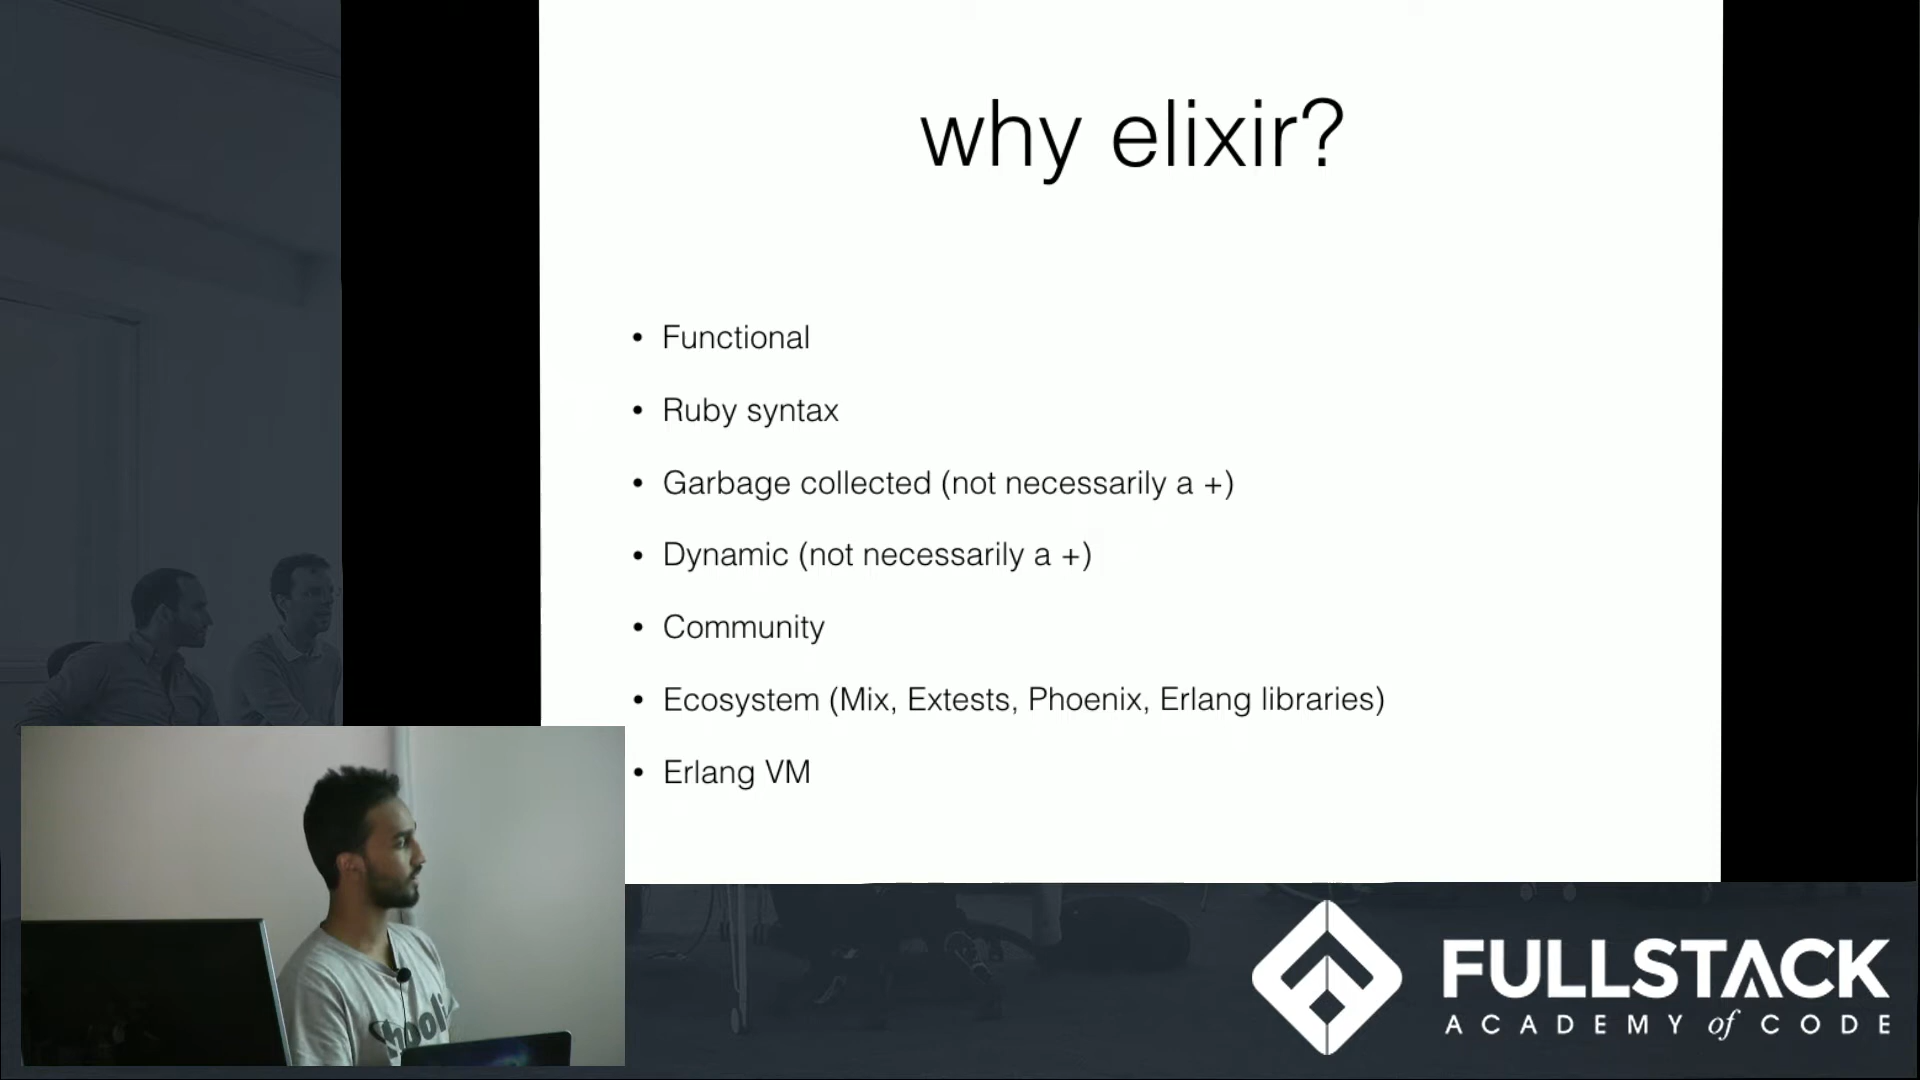 why elixir?
• Functional
• Ruby syntax
• Garbage collected (not necessarily a +)
• Dynamic (not necessarily a +)
• Community
• Ecosystem (Mix, Extests, Phoenix, Erlang libraries)
• Erlang VM
FULLSTACK
ACADEMY of CODE